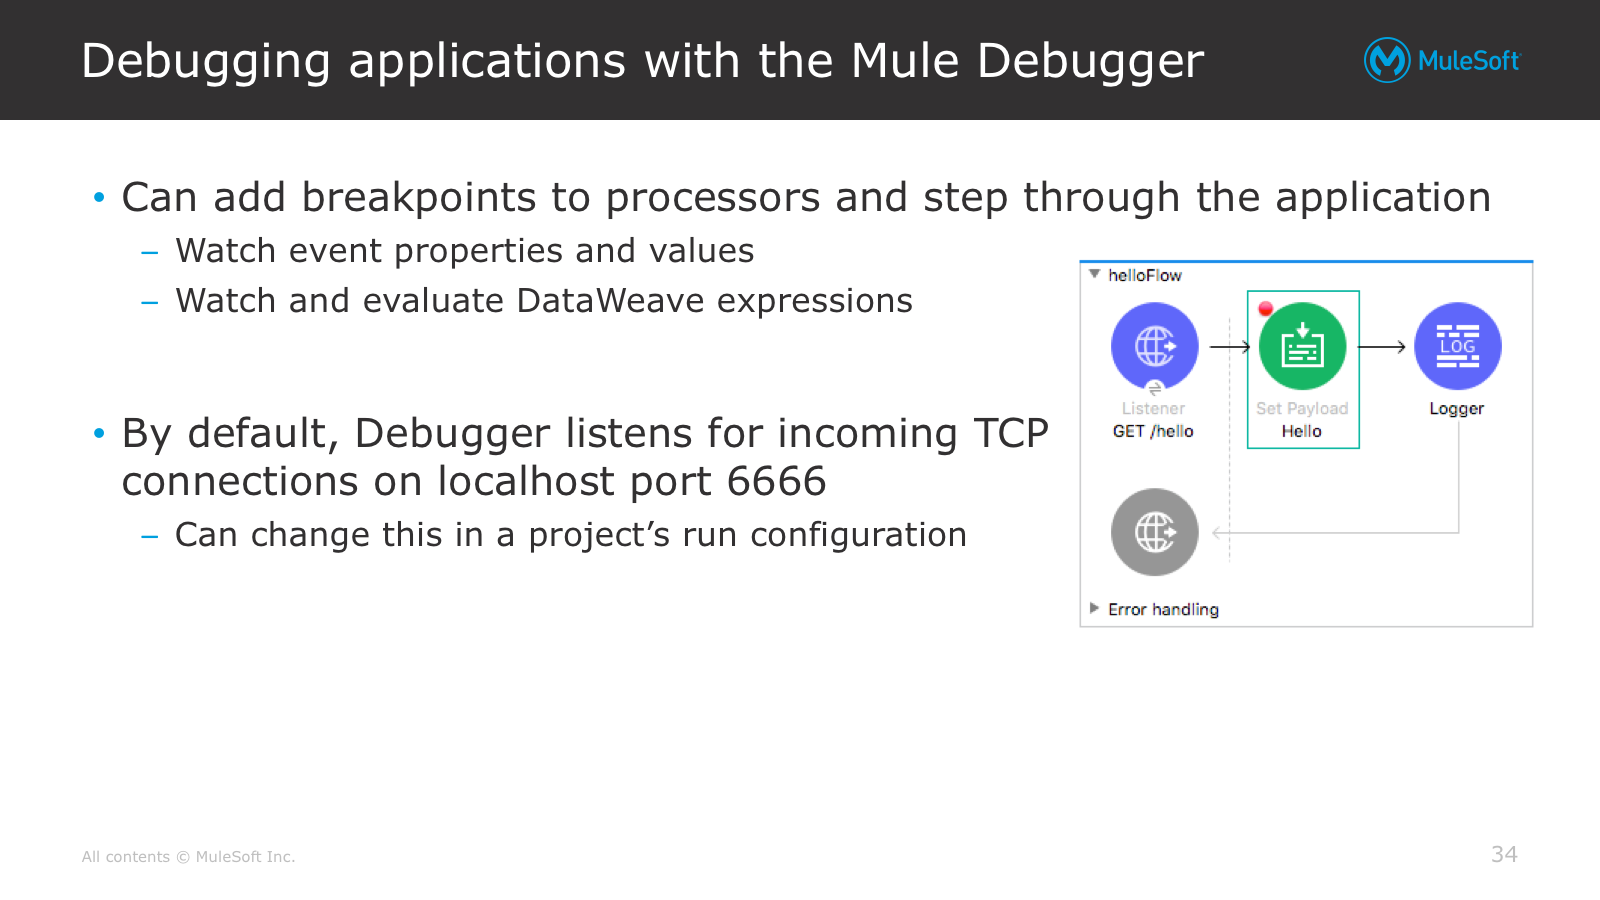 Debugging applications with the Mule Debugger
MuleSoft
• Can add breakpoints to processors and step through the application
– Watch event properties and values
– Watch and evaluate DataWeave expressions
• By default, Debugger listens for incoming TCP
connections on localhost port 6666
– Can change this in a project’s run configuration
helloFlow
LOG
Listener
GET /hello
Set Payload
Hello
Logger
Error handling
All contents © MuleSoft Inc.
34